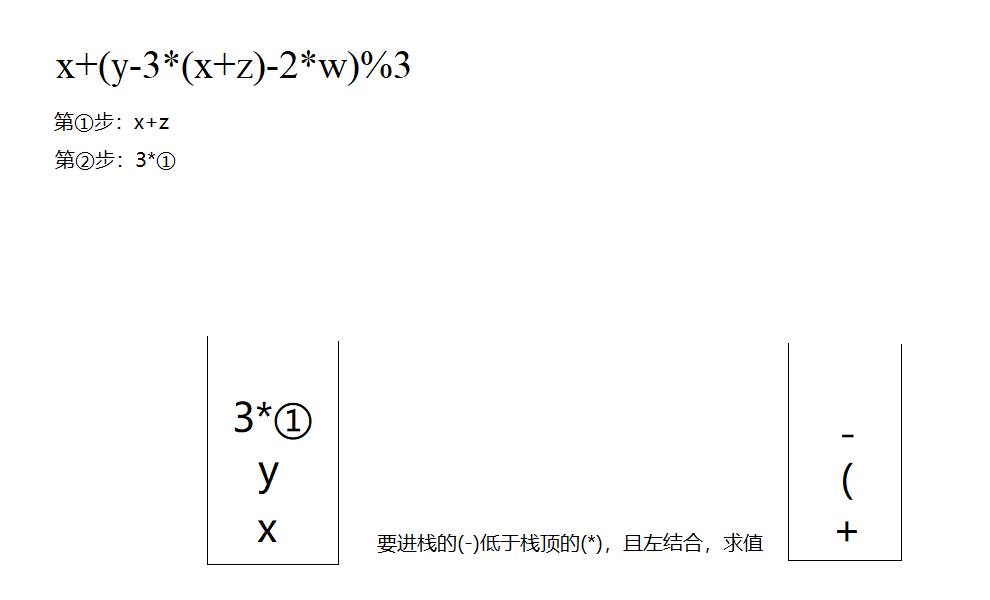 x+(y-3*(x+z)-2*w)%3
第①步：x+z
第②步：3*①
3*①
y
x
要进栈的(-)低于栈顶的(*)，且左结合，求值
-
(
+